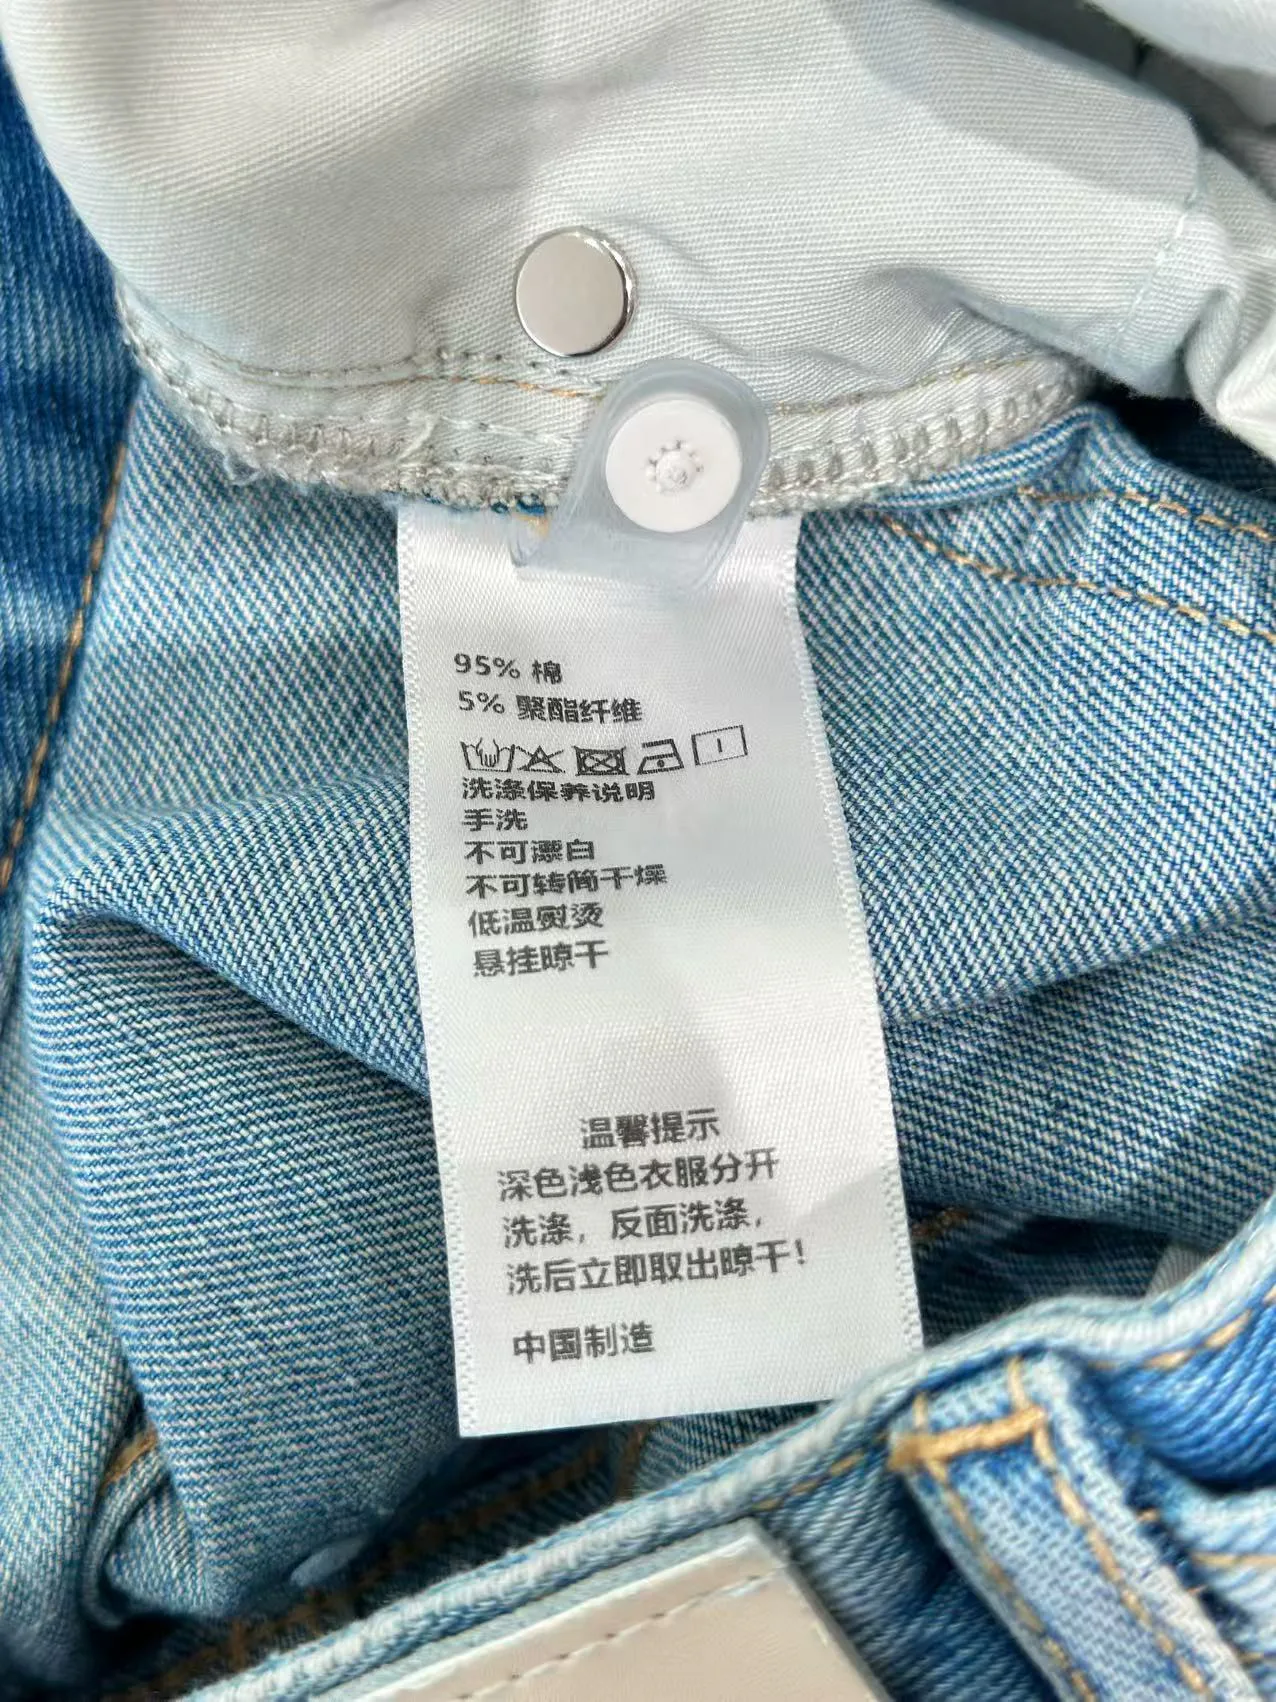 95% 棉
5% 聚酯纤维
洗涤保养说明
手洗
不可漂白
不可转筒干燥
低温熨烫
悬挂晾干
温馨提示
深色浅色衣服分开
洗涤，反面洗涤，
洗后立即取出晾干！
中国制造